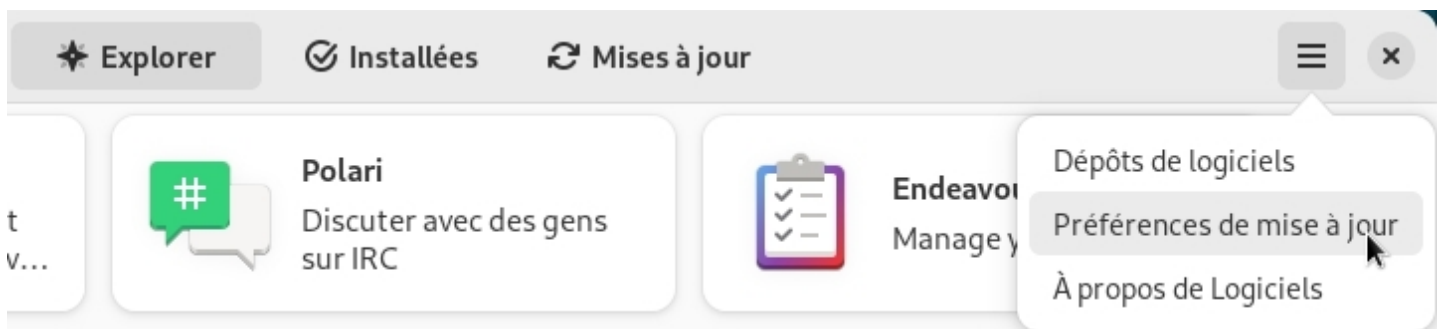 Explorer
Installées
Mises à jour
Polari
Discuter avec des gens
sur IRC
t
v...
#
Manage y
Dépôts de logiciels
Préférences de mise à jour
À propos de Logiciels